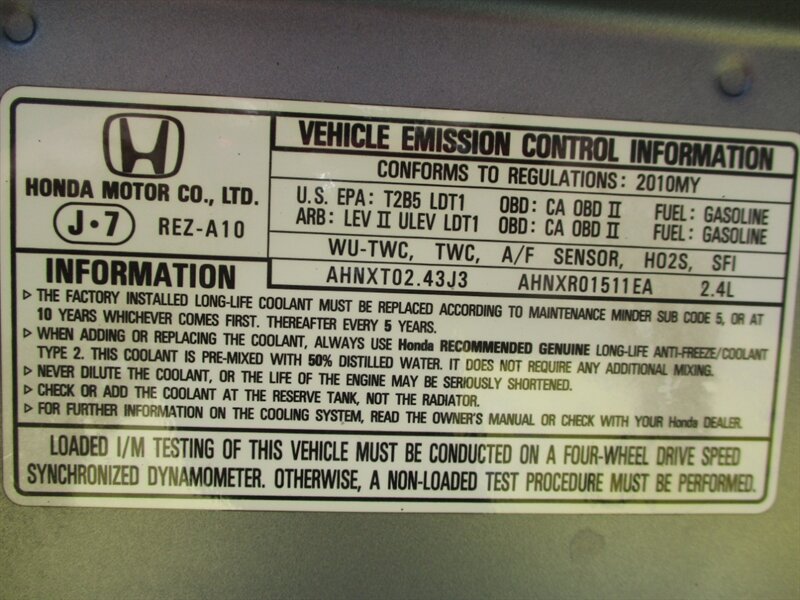 HONDA MOTOR CO., LTD.
J·7 REZ-A10
VEHICLE EMISSION CONTROL INFORMATION
CONFORMS TO REGULATIONS: 2010MY
U.S. EPA: T2B5 LDT1 OBD: CA OBD II FUEL: GASOLINE
ARB: LEV II ULEV LDT1 OBD: CA OBD II FUEL: GASOLINE
WU-TWC, TWC, A/F SENSOR, HO2S, SFI
AHNXT02.43J3 AHNXR01511EA 2.4L
INFORMATION
▷ THE FACTORY INSTALLED LONG-LIFE COOLANT MUST BE REPLACED ACCORDING TO MAINTENANCE MINDER SUB CODE 5, OR AT
10 YEARS WHICHEVER COMES FIRST. THEREAFTER EVERY 5 YEARS.
▷ WHEN ADDING OR REPLACING THE COOLANT, ALWAYS USE Honda RECOMMENDED GENUINE LONG-LIFE ANTI-FREEZE/COOLANT
TYPE 2. THIS COOLANT IS PRE-MIXED WITH 50% DISTILLED WATER. IT DOES NOT REQUIRE ANY ADDITIONAL MIXING.
▷ NEVER DILUTE THE COOLANT, OR THE LIFE OF THE ENGINE MAY BE SERIOUSLY SHORTENED.
▷ CHECK OR ADD THE COOLANT AT THE RESERVE TANK, NOT THE RADIATOR.
▷ FOR FURTHER INFORMATION ON THE COOLING SYSTEM, READ THE OWNER'S MANUAL OR CHECK WITH YOUR Honda DEALER.
LOADED I/M TESTING OF THIS VEHICLE MUST BE CONDUCTED ON A FOUR-WHEEL DRIVE SPEED
SYNCHRONIZED DYNAMOMETER. OTHERWISE, A NON-LOADED TEST PROCEDURE MUST BE PERFORMED.